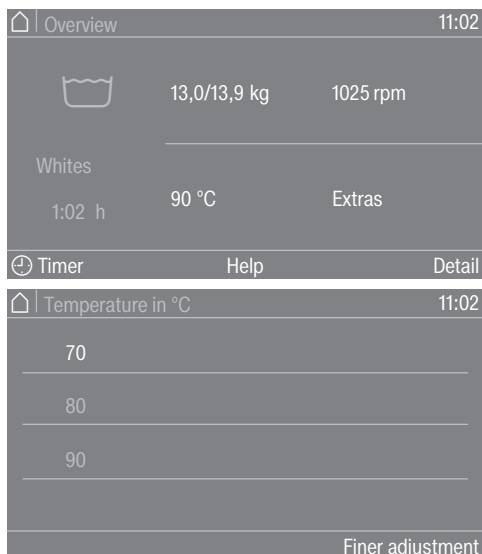 Overview 11:02
13,0/13,9 kg 1025 rpm
Whites
1:02 h
90 °C Extras
Timer Help Detail
Temperature in °C 11:02
70
80
90
Finer adjustment